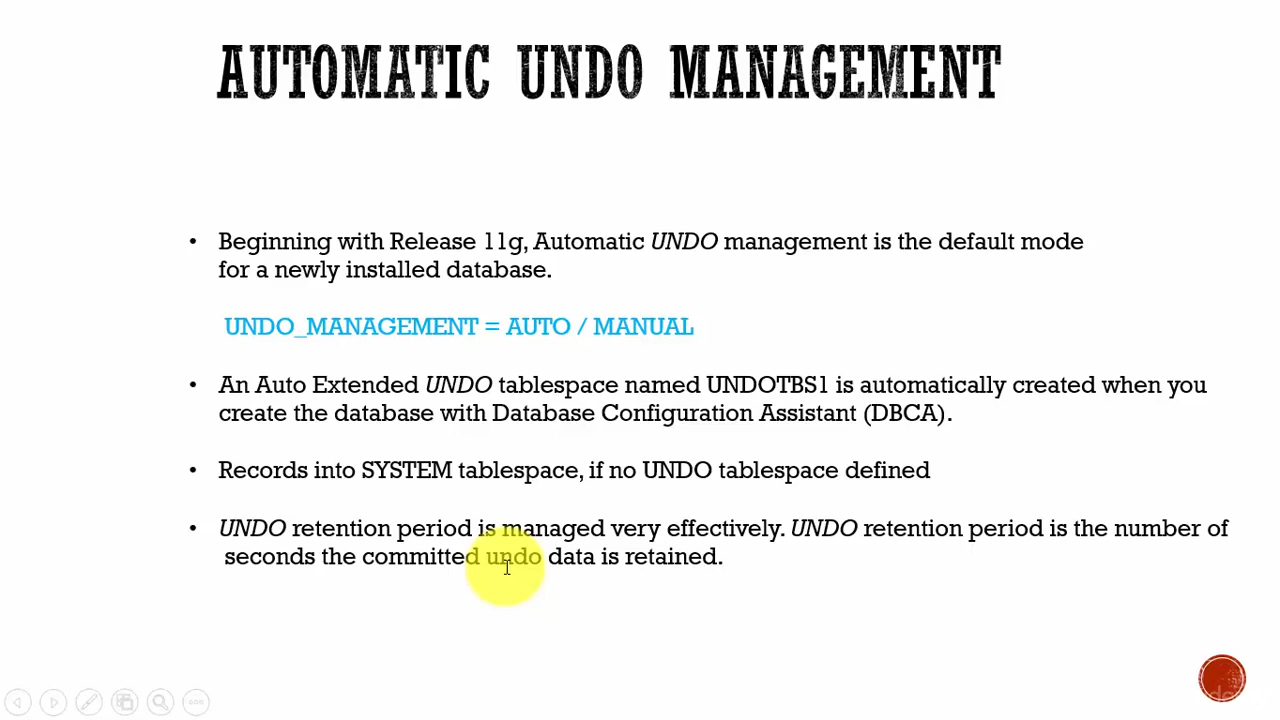 AUTOMATIC UNDO MANAGEMENT
• Beginning with Release 11g, Automatic UNDO management is the default mode
for a newly installed database.
UNDO_MANAGEMENT = AUTO / MANUAL
• An Auto Extended UNDO tablespace named UNDOTBS1 is automatically created when you
create the database with Database Configuration Assistant (DBCA).
• Records into SYSTEM tablespace, if no UNDO tablespace defined
• UNDO retention period is managed very effectively. UNDO retention period is the number of
seconds the committed undo data is retained.